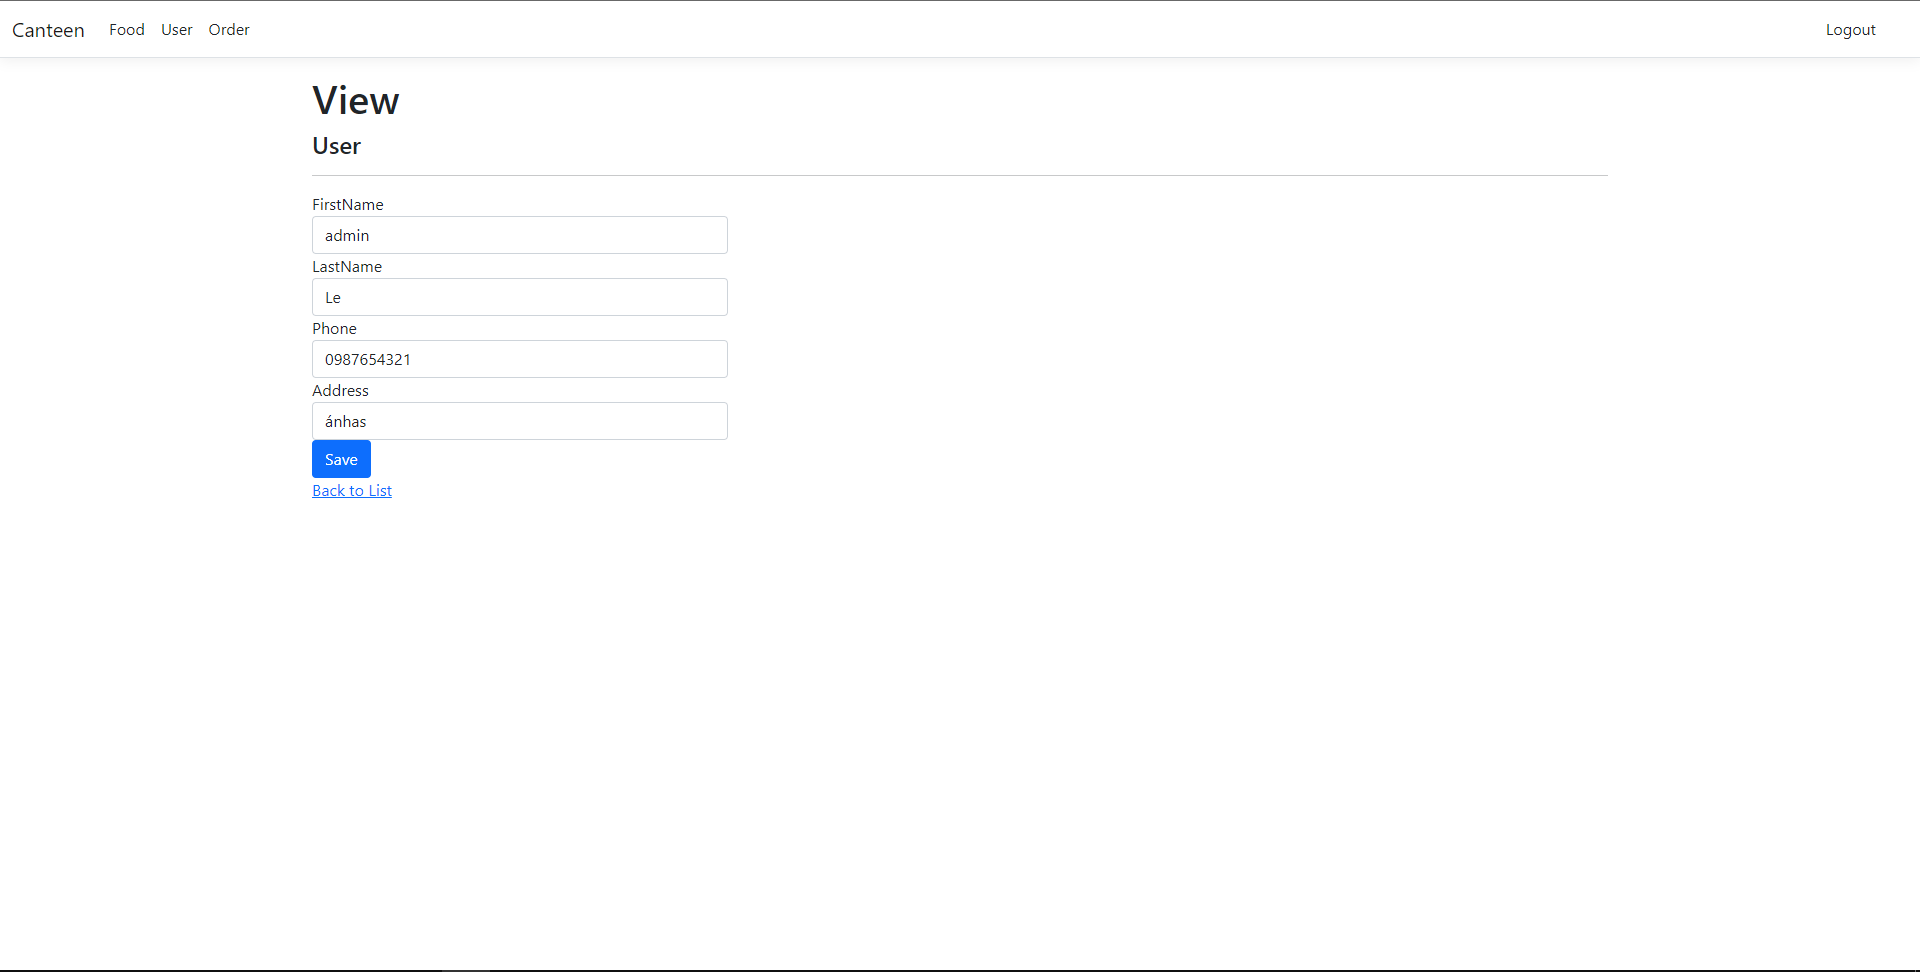 Canteen Food User Order Logout
View
User
FirstName
admin
LastName
Le
Phone
0987654321
Address
ánhas
Save
Back to List